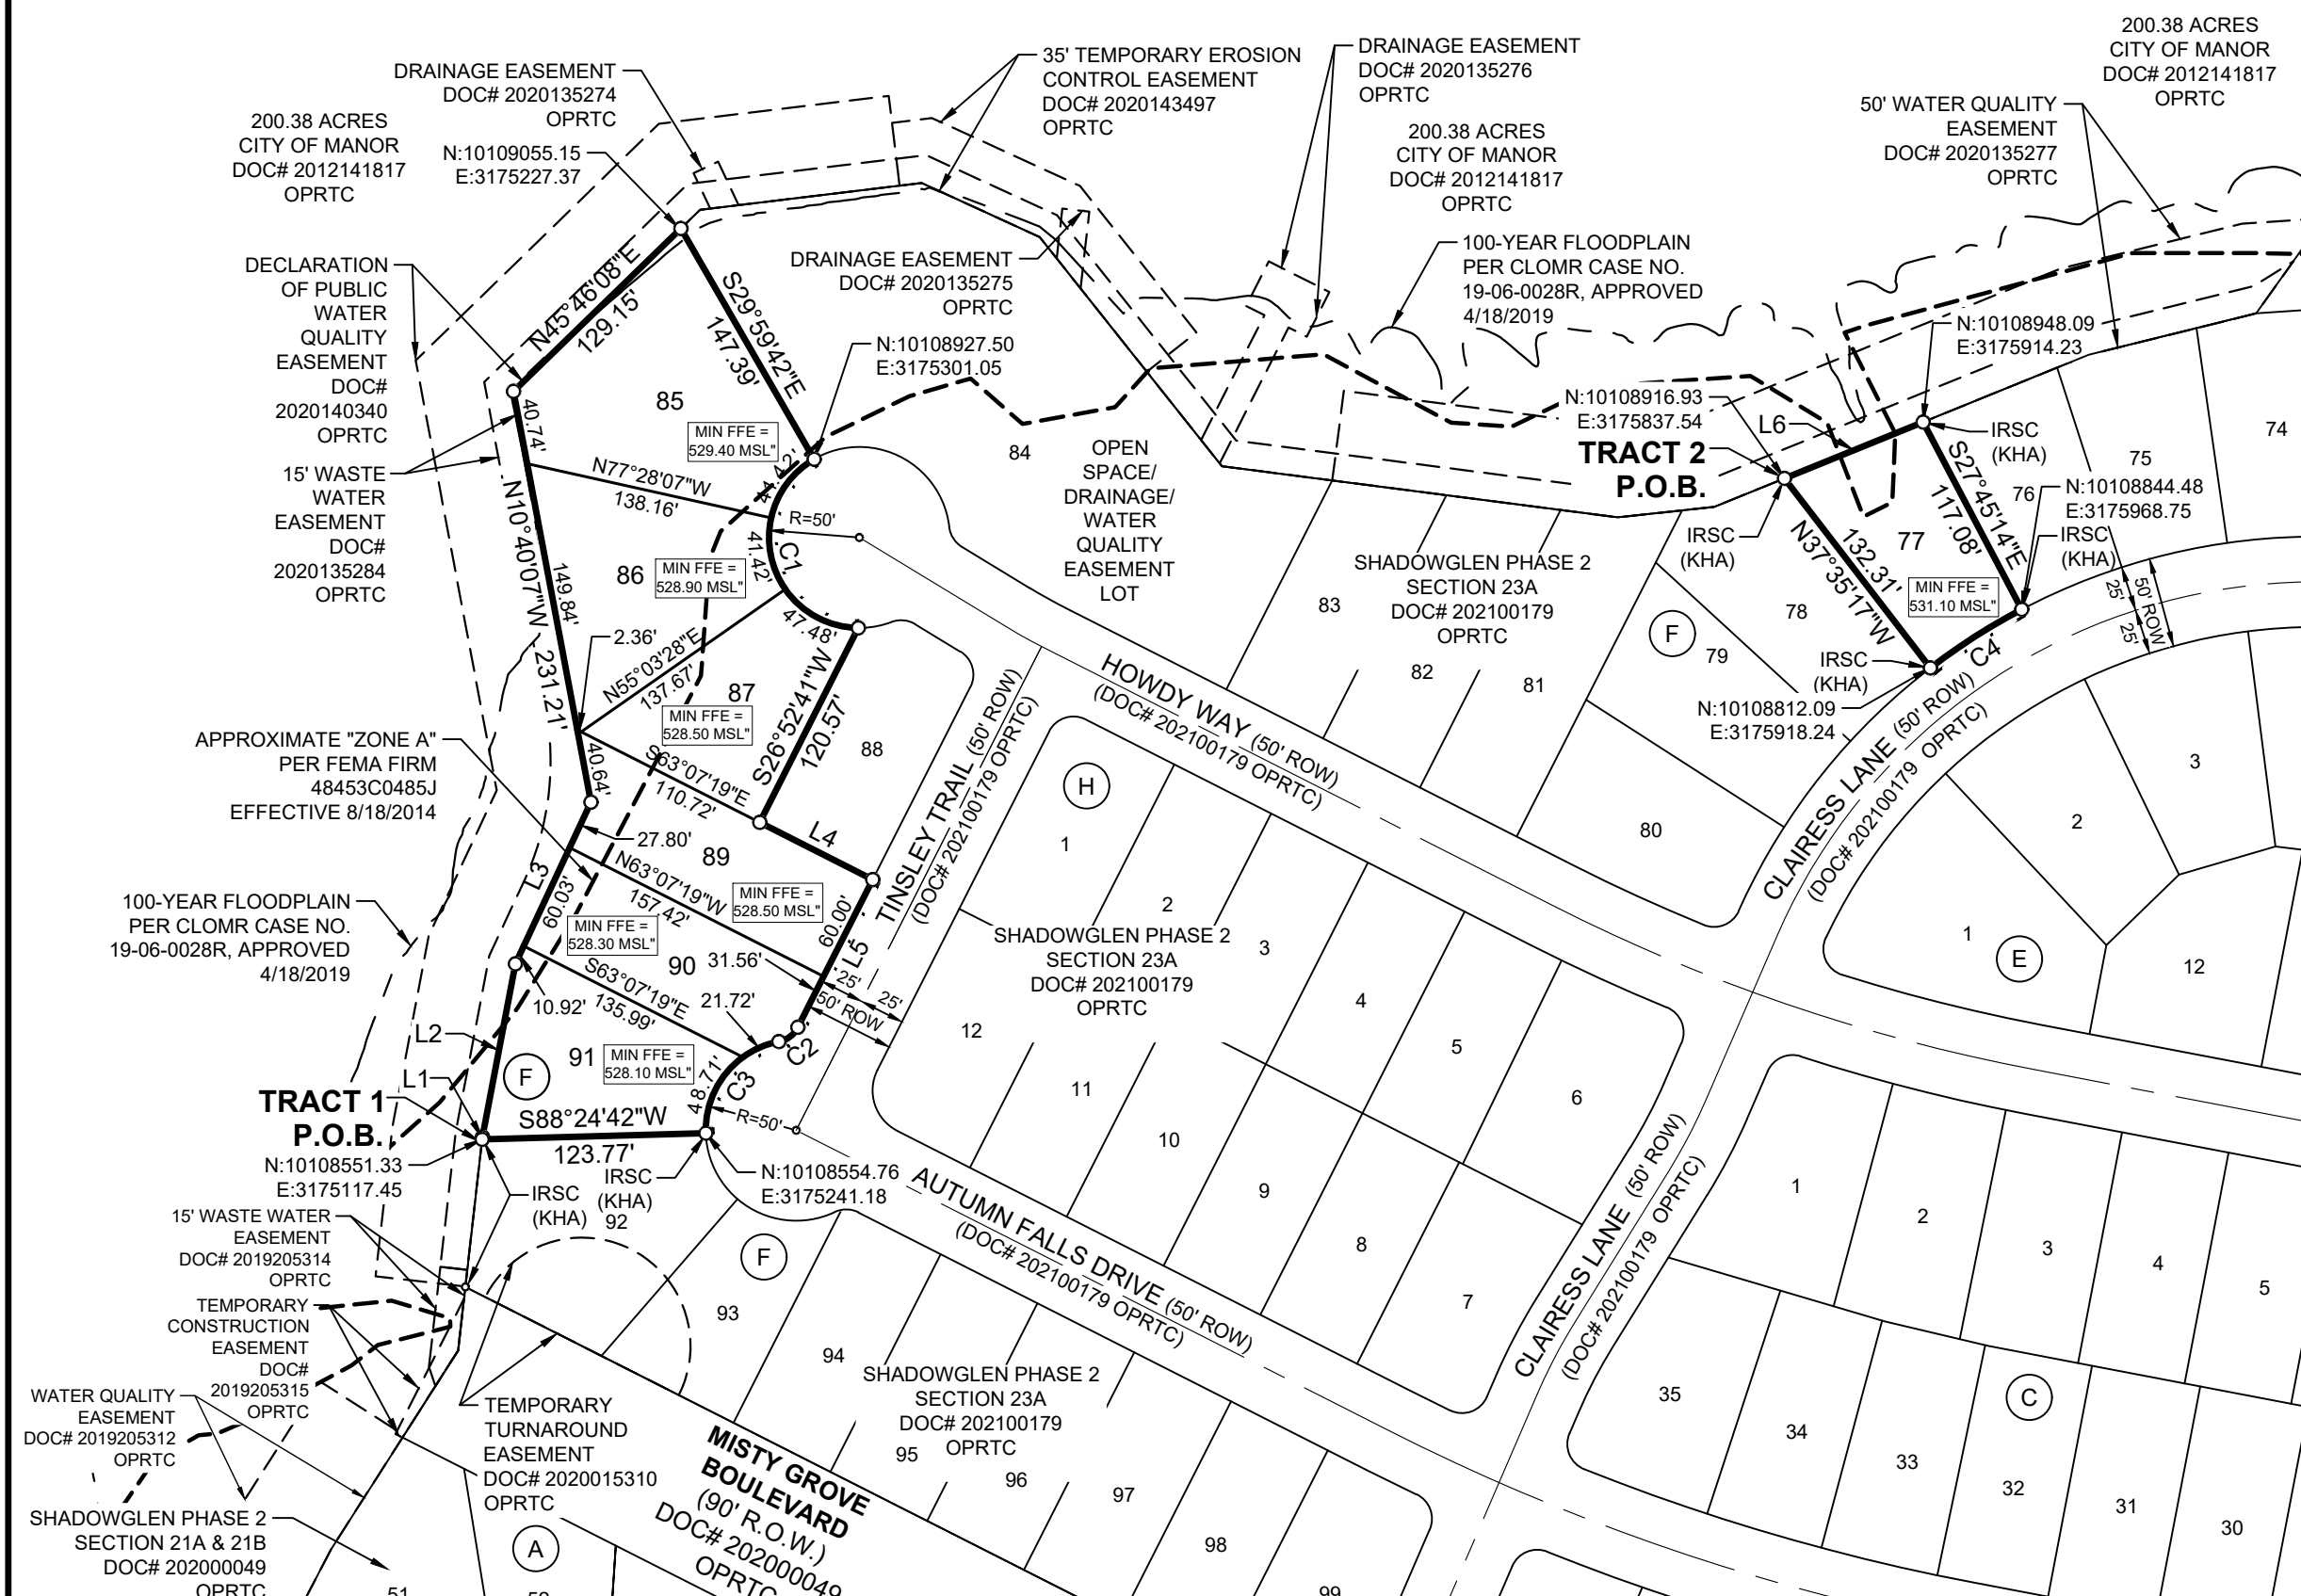 DRAINAGE EASEMENT
DOC# 2020135274
OPRTC
200.38 ACRES
CITY OF MANOR
DOC# 2012141817
OPRTC
N:10109055.15
E:3175227.37
35' TEMPORARY EROSION
CONTROL EASEMENT
DOC# 2020143497
OPRTC
DRAINAGE EASEMENT
DOC# 2020135276
OPRTC
200.38 ACRES
CITY OF MANOR
DOC# 2012141817
OPRTC
200.38 ACRES
CITY OF MANOR
DOC# 2012141817
OPRTC
50' WATER QUALITY
EASEMENT
DOC# 2020135277
OPRTC
DECLARATION
OF PUBLIC
WATER
QUALITY
EASEMENT
DOC#
2020140340
OPRTC
15' WASTE
WATER
EASEMENT
DOC#
2020135284
OPRTC
N45°46'08"E
129.15'
S29°59'42"E
147.39'
DRAINAGE EASEMENT
DOC# 2020135275
OPRTC
N:10108927.50
E:3175301.05
100-YEAR FLOODPLAIN
PER CLOMR CASE NO.
19-06-0028R, APPROVED
4/18/2019
N:10108948.09
E:3175914.23
N:10108916.93
E:3175837.54
L6
TRACT 2
P.O.B.
IRSC
(KHA)
S27°45'14"E
117.08'
74
75
76
N:10108844.48
E:3175968.75
IRSC
(KHA)
IRSC
(KHA)
N37°35'17"W
132.31'
77
MIN FFE =
531.10 MSL"
25'
50' ROW
25'
C4
IRSC
(KHA)
N:10108812.09
E:3175918.24
40.74'
85
MIN FFE =
529.40 MSL"
44.42'
N77°28'07"W
138.16'
R=50'
84
OPEN
SPACE/
DRAINAGE/
WATER
QUALITY
EASEMENT
LOT
N10°40'07"W
231.21'
149.84'
86
MIN FFE =
528.90 MSL"
41.42'
C1
47.48'
2.36'
N55°03'28"E
137.67'
87
MIN FFE =
528.50 MSL"
S26°52'41"W
120.57'
88
SHADOWGLEN PHASE 2
SECTION 23A
DOC# 202100179
OPRTC
83
82
81
F
79
78
80
HOWDY WAY (50' ROW)
(DOC# 202100179 OPRTC)
TINSLEY TRAIL (50' ROW)
(DOC# 202100179 OPRTC)
CLAIRESS LANE (50' ROW)
(DOC# 202100179 OPRTC)
3
2
1
E
12
APPROXIMATE "ZONE A"
PER FEMA FIRM
48453C0485J
EFFECTIVE 8/18/2014
40.64'
S63°07'19"E
110.72'
L4
27.80'
89
MIN FFE =
528.50 MSL"
L3
60.03'
N63°07'19"W
157.42'
60.00'
L5
MIN FFE =
528.30 MSL"
90
31.56'
25'
25'
50' ROW
100-YEAR FLOODPLAIN
PER CLOMR CASE NO.
19-06-0028R, APPROVED
4/18/2019
10.92'
S63°07'19"E
135.99'
21.72'
C2
L2
91
MIN FFE =
528.10 MSL"
F
48.71'
C3
R=50'
L1
TRACT 1
P.O.B.
S88°24'42"W
123.77'
N:10108551.33
E:3175117.45
IRSC
(KHA)
IRSC
(KHA)
N:10108554.76
E:3175241.18
92
H
1
2
SHADOWGLEN PHASE 2
SECTION 23A
DOC# 202100179
OPRTC
3
4
5
6
12
11
10
9
8
7
AUTUMN FALLS DRIVE (50' ROW)
(DOC# 202100179 OPRTC)
CLAIRESS LANE (50' ROW)
(DOC# 202100179 OPRTC)
1
2
3
4
5
35
34
33
32
31
30
C
15' WASTE WATER
EASEMENT
DOC# 2019205314
OPRTC
TEMPORARY
CONSTRUCTION
EASEMENT
DOC#
2019205315
OPRTC
WATER QUALITY
EASEMENT
DOC# 2019205312
OPRTC
F
93
94
SHADOWGLEN PHASE 2
SECTION 23A
DOC# 202100179
OPRTC
95
96
97
98
99
TEMPORARY
TURNAROUND
EASEMENT
DOC# 2020015310
OPRTC
MISTY GROVE
BOULEVARD
(90' R.O.W.)
DOC# 202000049
OPRTC
SHADOWGLEN PHASE 2
SECTION 21A & 21B
DOC# 202000049
OPRTC
A
51